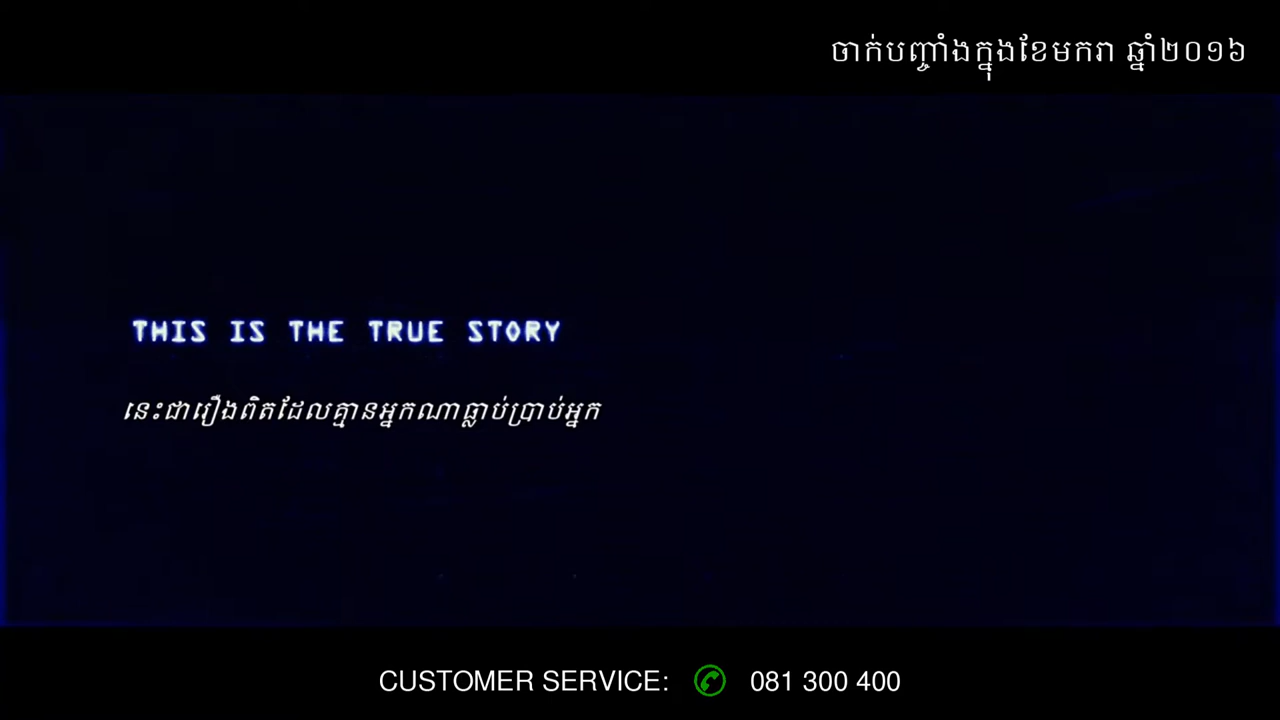 ចាក់បញ្ចាំងក្នុងខែមករា ឆ្នាំ២០១៦
THIS IS THE TRUE STORY
នេះជារឿងពិតដែលគ្មានអ្នកណាធ្លាប់ប្រាប់អ្នក
CUSTOMER SERVICE: 081 300 400